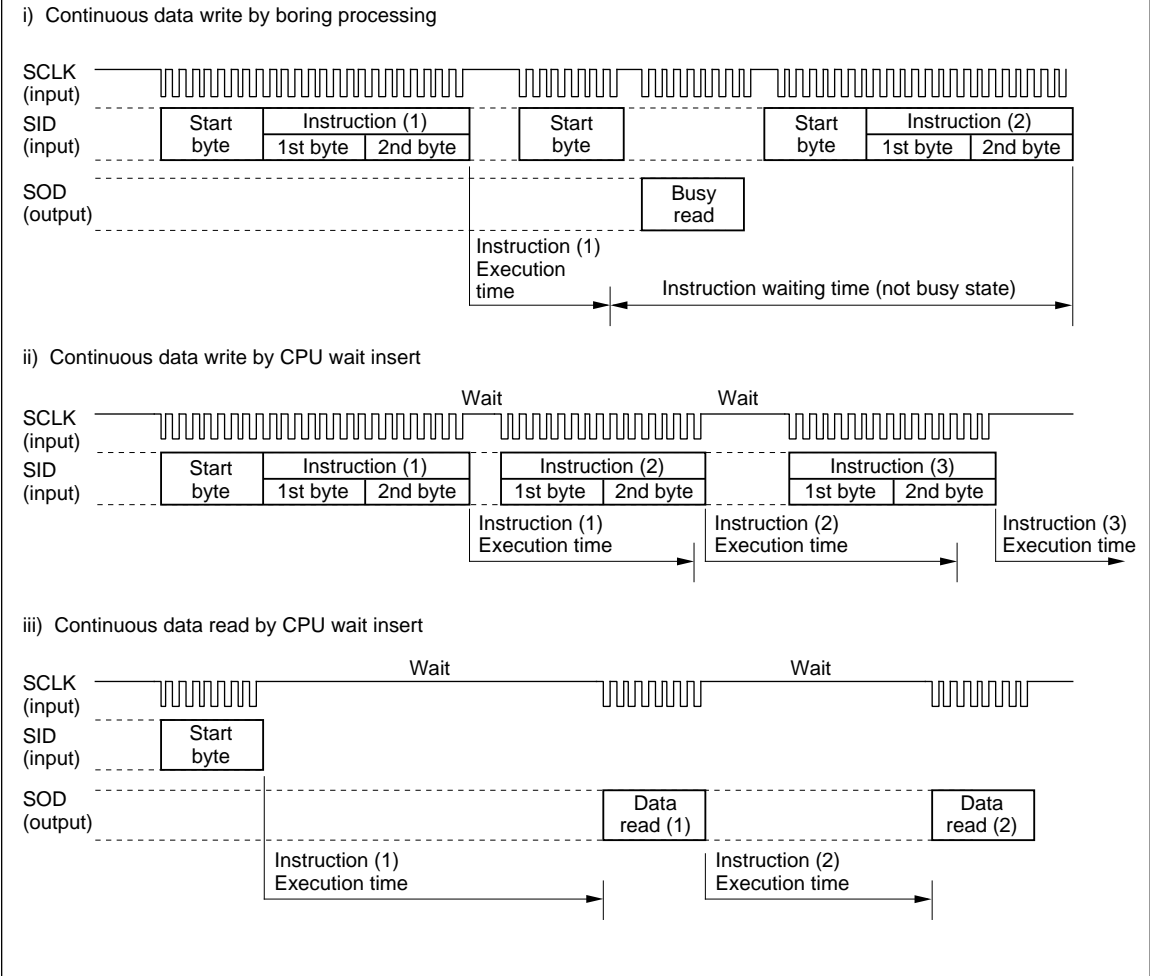 i) Continuous data write by boring processing
SCLK
(input)
SID
(input)
Start
byte
Instruction (1)
1st byte
2nd byte
Start
byte
Start
byte
Instruction (2)
1st byte
2nd byte
SOD
(output)
Busy
read
Instruction (1)
Execution
time
Instruction waiting time (not busy state)
ii) Continuous data write by CPU wait insert
Wait
Wait
SCLK
(input)
SID
(input)
Start
byte
Instruction (1)
1st byte
2nd byte
Instruction (2)
1st byte
2nd byte
Instruction (3)
1st byte
2nd byte
Instruction (1)
Execution time
Instruction (2)
Execution time
Instruction (3)
Execution time
iii) Continuous data read by CPU wait insert
Wait
Wait
SCLK
(input)
SID
(input)
Start
byte
SOD
(output)
Data
read (1)
Data
read (2)
Instruction (1)
Execution time
Instruction (2)
Execution time